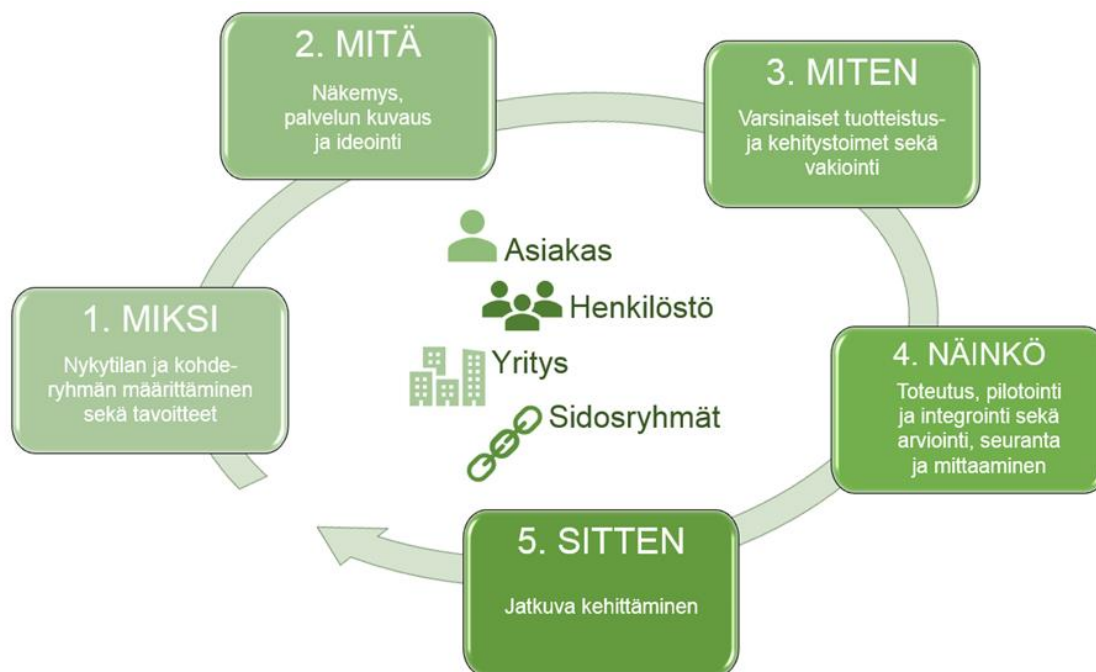 1. MIKSI
Nykytilan ja kohde-
ryhmän määrittäminen
sekä tavoitteet
2. MITÄ
Näkemys,
palvelun kuvaus
ja ideointi
3. MITEN
Varsinaiset tuotteistus-
ja kehitystoimet sekä
vakiointi
4. NÄINKÖ
Toteutus, pilotointi
ja integrointi sekä
arviointi, seuranta
ja mittaaminen
5. SITTEN
Jatkuva kehittäminen
Asiakas
Henkilöstö
Yritys
Sidosryhmät